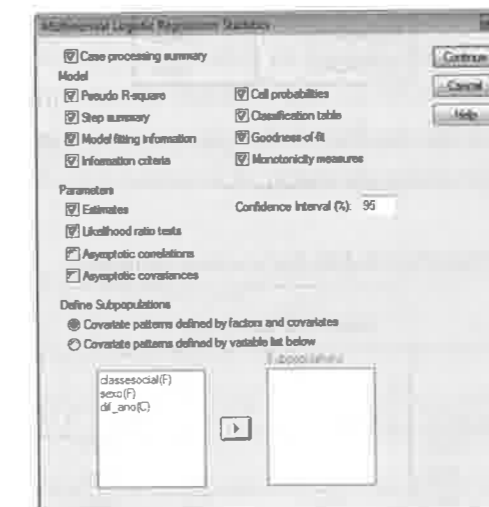 Multinomial Logistic Regression: Statistics
Case processing summary
Continue
Model
Cancel
Pseudo R-square
Cell probabilities
Help
Step summary
Classification table
Model fitting information
Goodness-of-fit
Information criteria
Monotonicity measures
Parameters
Estimates
Confidence Interval (%): 95
Likelihood ratio tests
Asymptotic correlations
Asymptotic covariances
Define Subpopulations
Covariate patterns defined by factors and covariates
Covariate patterns defined by variable list below
Subpopulations
classesocial(F)
sexo(F)
dif_ano(C)